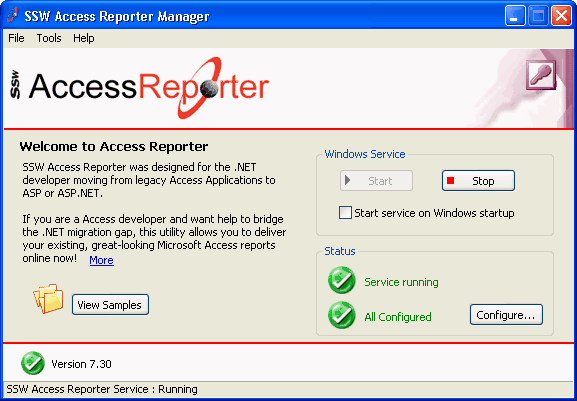 SSW Access Reporter Manager
File Tools Help
SSW AccessReporter
Welcome to Access Reporter
SSW Access Reporter was designed for the .NET
developer moving from legacy Access Applications to
ASP or ASP.NET.
If you are a Access developer and want help to bridge
the .NET migration gap, this utility allows you to deliver
your existing, great-looking Microsoft Access reports
online now! More
View Samples
Windows Service
Start Stop
Start service on Windows startup
Status
Service running
All Configured Configure...
Version 7.30
SSW Access Reporter Service : Running